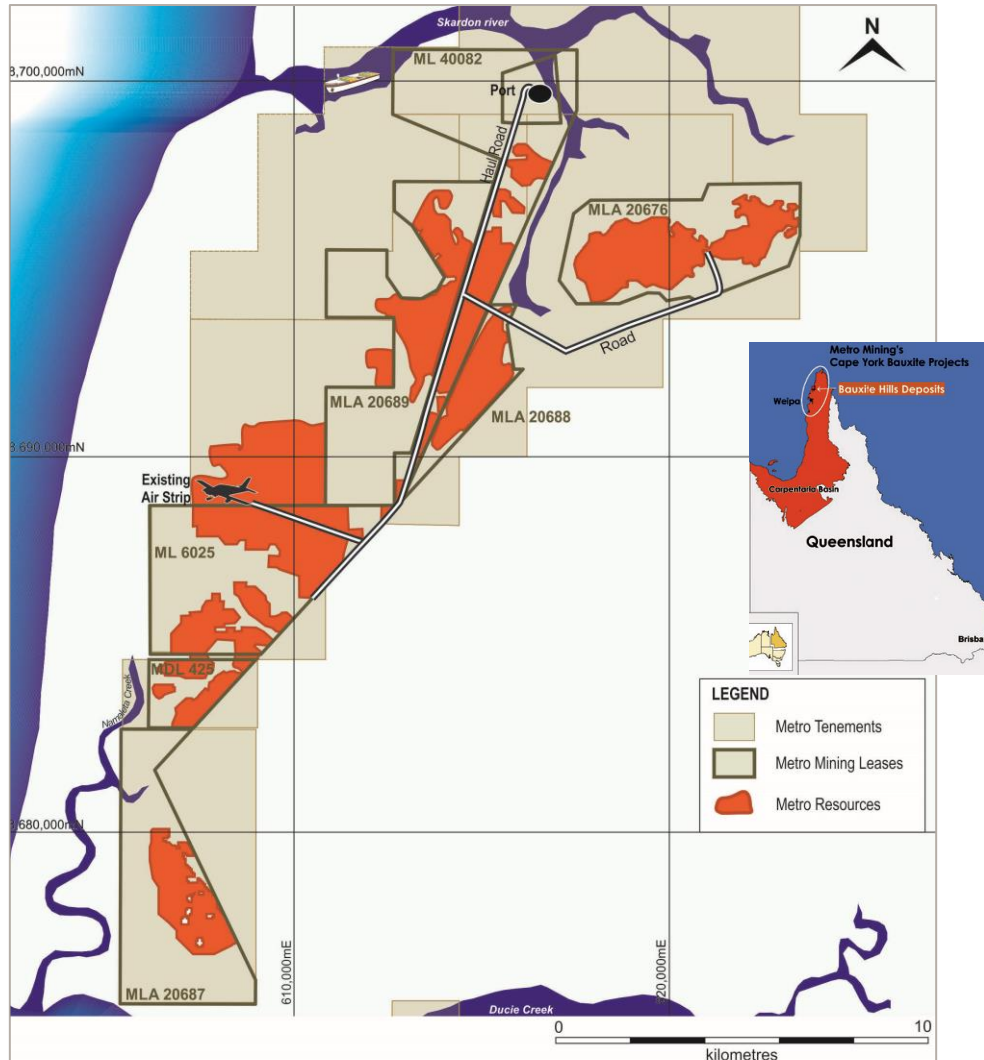 Skardon river
N
ML 40082
8,700,000mN
Port
Haul Road
MLA 20676
Road
MLA 20689
MLA 20688
8,690,000mN
Existing
Air Strip
ML 6025
MDL 425
Namaleta Creek
8,680,000mN
MLA 20687
610,000mE
620,000mE
Ducie Creek
0
10
kilometres
Metro Mining's
Cape York Bauxite Projects
Bauxite Hills Deposits
Weipa
Carpentaria Basin
Queensland
Brisba
LEGEND
Metro Tenements
Metro Mining Leases
Metro Resources